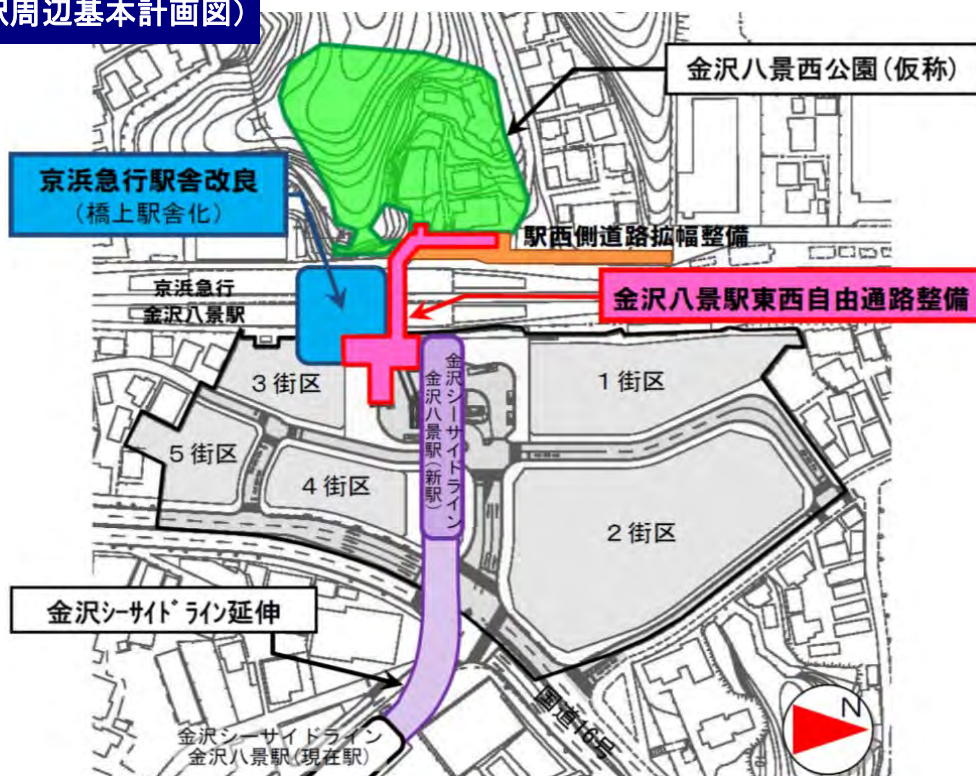 駅周辺基本計画図）
金沢八景西公園（仮称）
京浜急行駅舎改良
（橋上駅舎化）
駅西側道路拡幅整備
京浜急行
金沢八景駅
金沢八景駅東西自由通路整備
3街区
1街区
金沢シーサイドライン
金沢八景駅（新駅）
5街区
4街区
2街区
金沢ｼｰｻｲﾄﾞﾗｲﾝ延伸
国道16号
金沢シーサイドライン
金沢八景駅（現在駅）
N